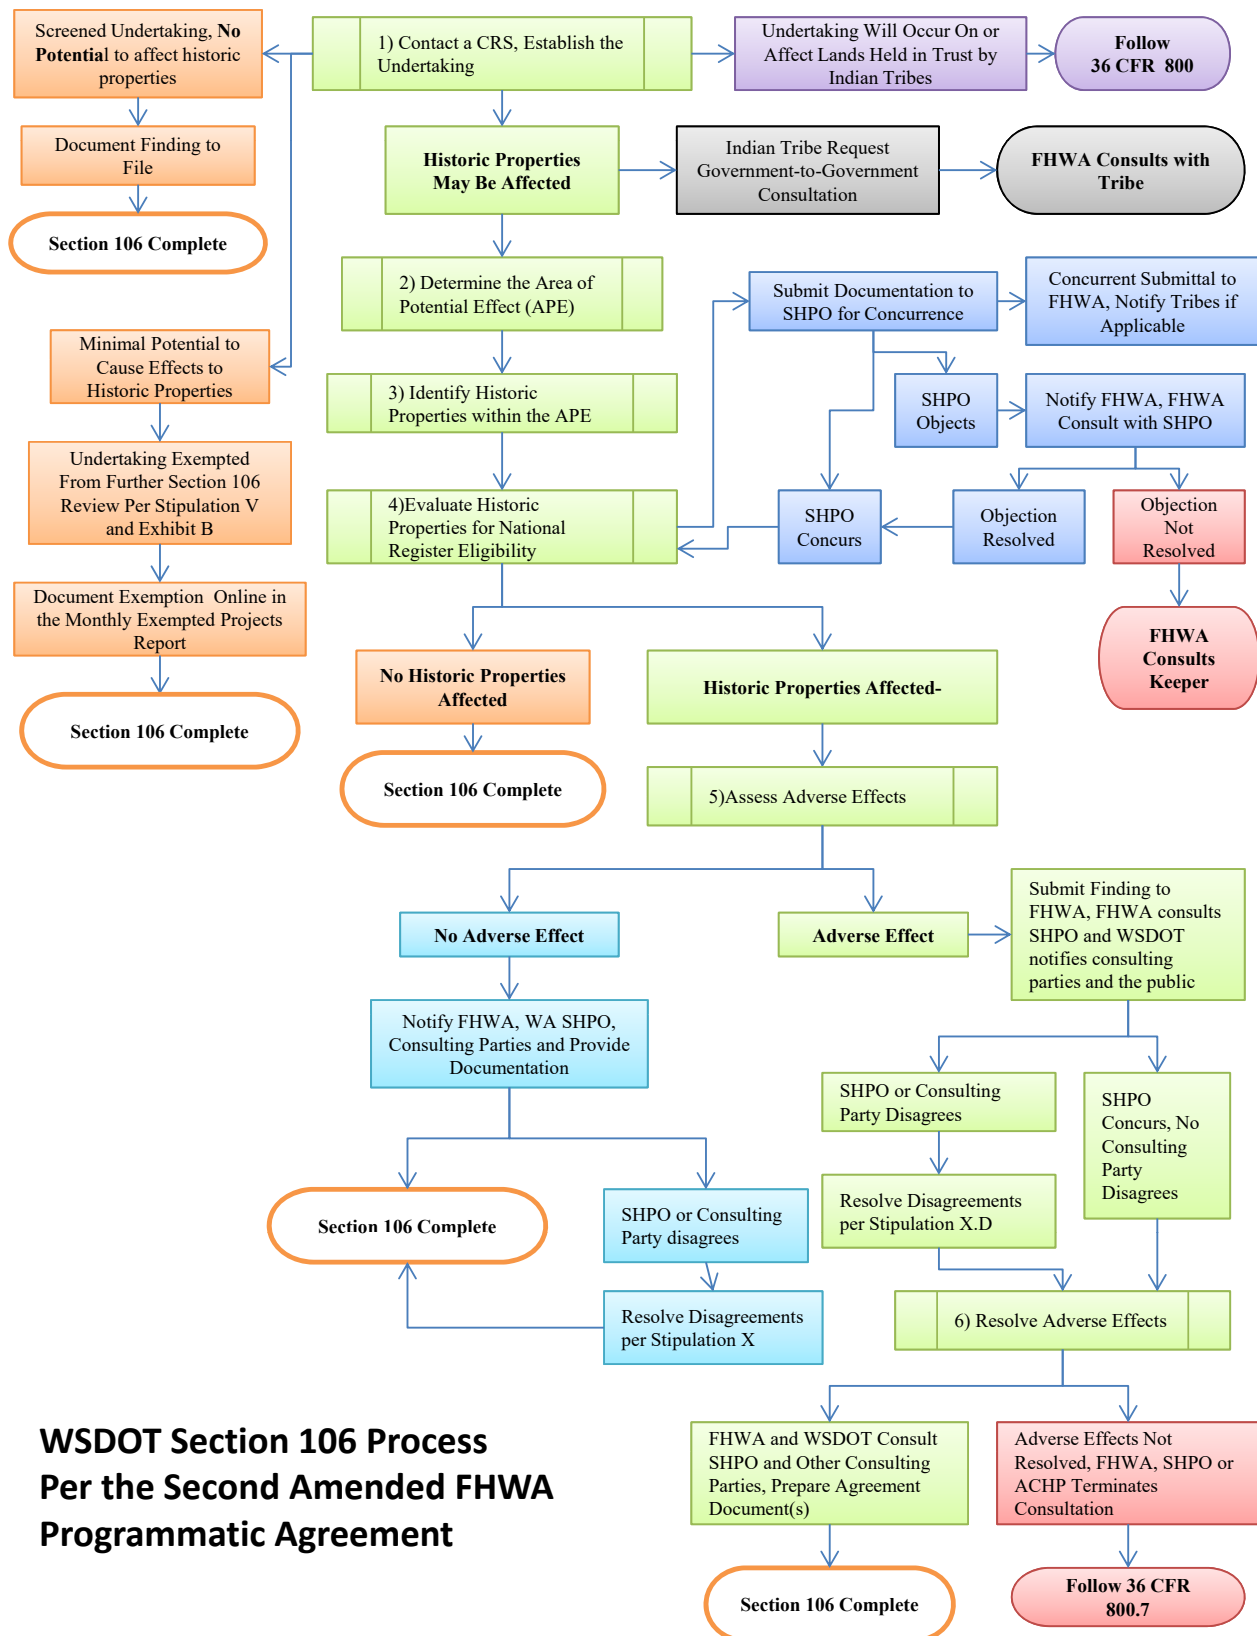 Screened Undertaking, No
Potential to affect historic
properties
1) Contact a CRS, Establish the
Undertaking
Undertaking Will Occur On or
Affect Lands Held in Trust by
Indian Tribes
Follow
36 CFR 800
Document Finding to
File
Historic Properties
May Be Affected
Indian Tribe Request
Government-to-Government
Consultation
FHWA Consults with
Tribe
Section 106 Complete
2) Determine the Area of
Potential Effect (APE)
Submit Documentation to
SHPO for Concurrence
Concurrent Submittal to
FHWA, Notify Tribes if
Applicable
Minimal Potential to
Cause Effects to
Historic Properties
3) Identify Historic
Properties within the APE
SHPO
Objects
Notify FHWA, FHWA
Consult with SHPO
Undertaking Exempted
From Further Section 106
Review Per Stipulation V
and Exhibit B
4)Evaluate Historic
Properties for National
Register Eligibility
SHPO
Concurs
Objection
Resolved
Objection
Not
Resolved
Document Exemption Online in
the Monthly Exempted Projects
Report
No Historic Properties
Affected
Historic Properties Affected-
FHWA
Consults
Keeper
Section 106 Complete
Section 106 Complete
5)Assess Adverse Effects
No Adverse Effect
Adverse Effect
Submit Finding to
FHWA, FHWA consults
SHPO and WSDOT
notifies consulting
parties and the public
Notify FHWA, WA SHPO,
Consulting Parties and Provide
Documentation
SHPO or Consulting
Party Disagrees
SHPO
Concurs, No
Consulting
Party
Disagrees
Section 106 Complete
SHPO or Consulting
Party disagrees
Resolve Disagreements
per Stipulation X.D
Resolve Disagreements
per Stipulation X
6) Resolve Adverse Effects
WSDOT Section 106 Process
Per the Second Amended FHWA
Programmatic Agreement
FHWA and WSDOT Consult
SHPO and Other Consulting
Parties, Prepare Agreement
Document(s)
Adverse Effects Not
Resolved, FHWA, SHPO or
ACHP Terminates
Consultation
Section 106 Complete
Follow 36 CFR
800.7